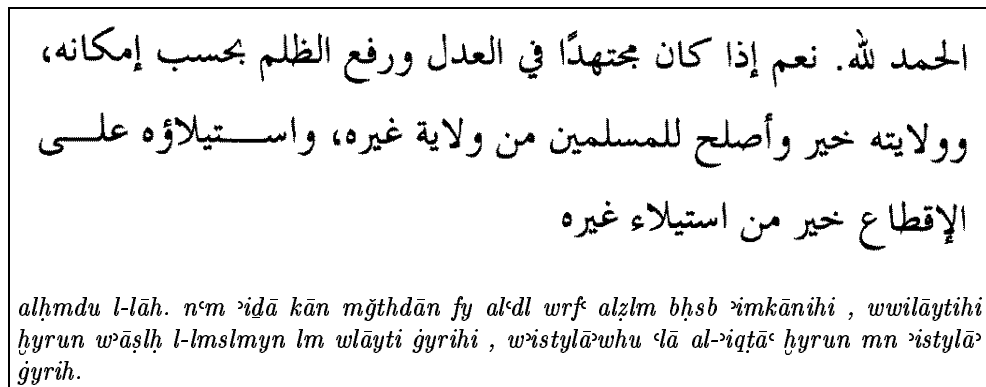 الحمد لله. نعم إذا كان مجتهدًا في العدل ورفع الظلم بحسب إمكانه،
وولايته خير وأصلح للمسلمين من ولاية غيره، واستيلاؤه على
الإقطاع خير من استيلاء غيره
alḥmdu l-lāh. nʿm ʾiḏā kān mǧthdān fy alʿdl wrfʿ alẓlm bḥsb ʾimkānihi , wwilāytihi
ḫyrun wʾāṣlḥ l-lmslmyn lm wlāyti ġyrihi , wʾistylāʾwhu ʿlā al-ʾiqṭāʿ ḫyrun mn ʾistylāʾ
ġyrih.